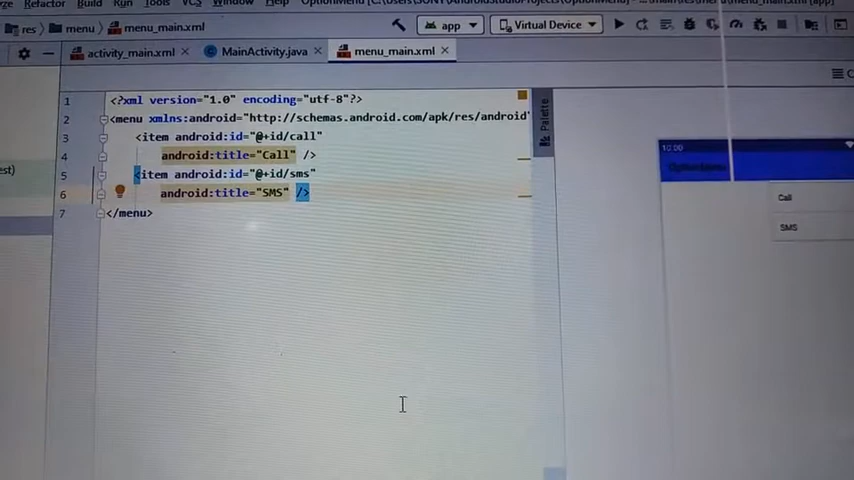 Refactor Build Run Tools VCS Window Help
res menu menu_main.xml app Virtual Device
activity_main.xml MainActivity.java menu_main.xml
1 <?xml version="1.0" encoding="utf-8"?>
2 <menu xmlns:android="http://schemas.android.com/apk/res/android"
3 <item android:id="@+id/call"
4 android:title="Call" />
5 <item android:id="@+id/sms"
6 android:title="SMS" />
7 </menu>
Palette
10:00
Call
SMS